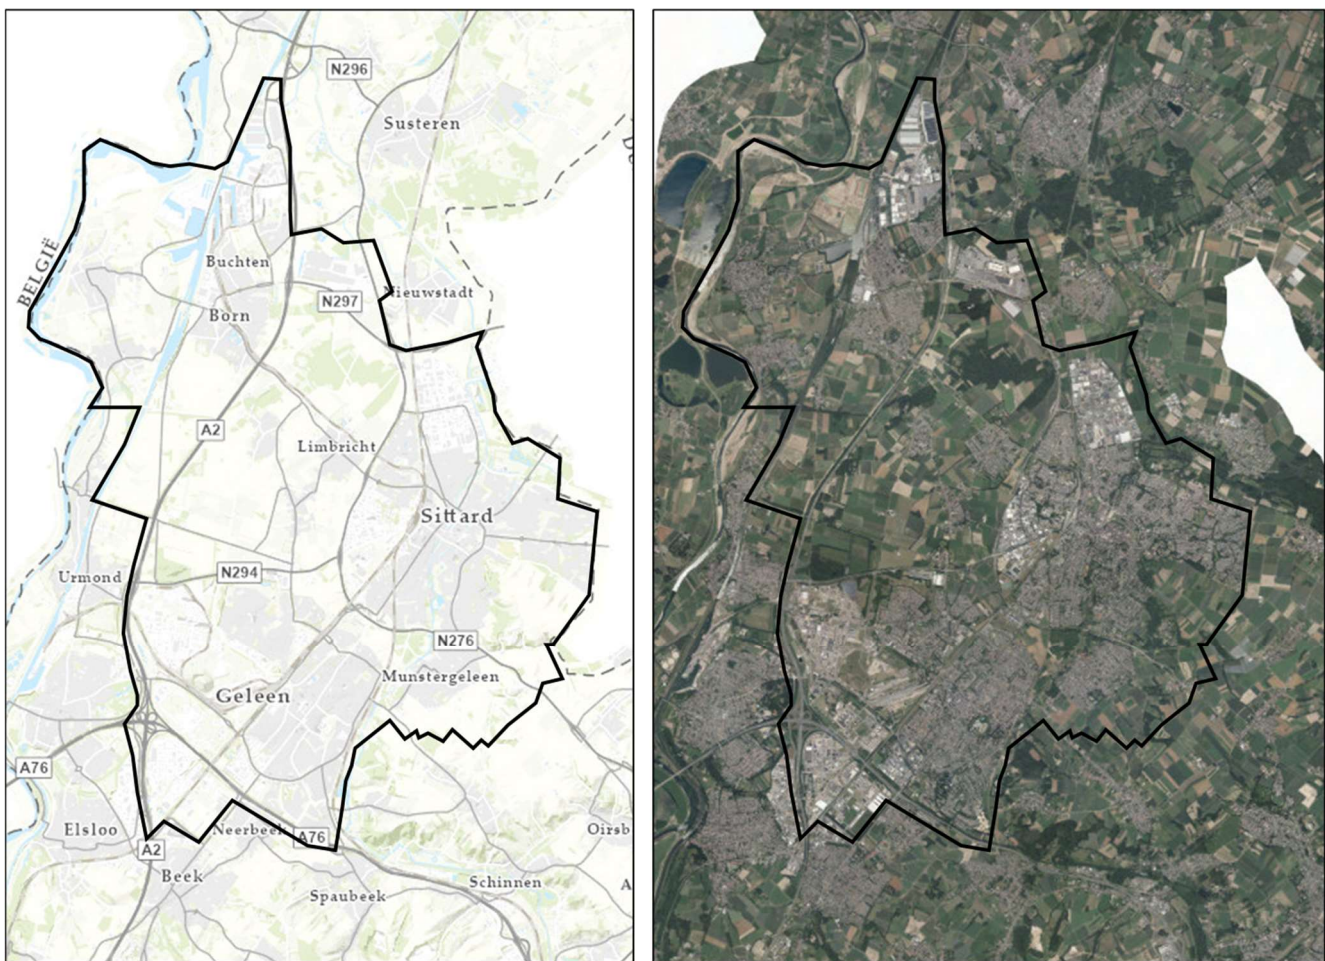 N296
Susteren
BELGIË
Buchten
N297
Nieuwstadt
Born
A2
Limbricht
Sittard
Urmond
N294
N276
Munstergeleen
Geleen
A76
Elsloo
Neerbeek
A76
Oirsb
A2
Beek
Schinnen
Spaubeek
A